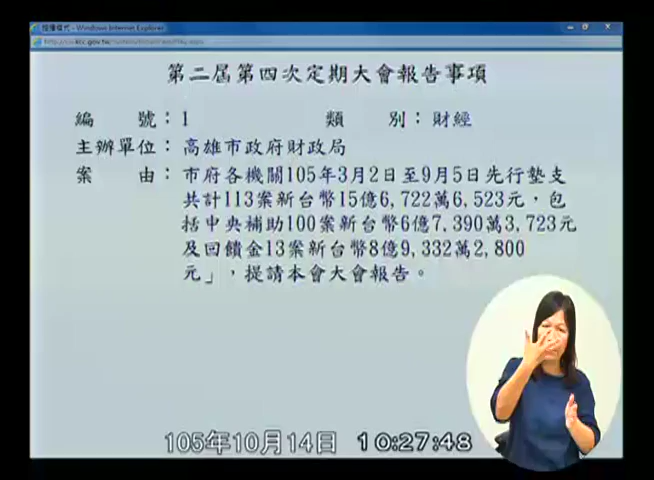 第二屆第四次定期大會報告事項
編 號：1 類 別：財經
主辦單位：高雄市政府財政局
案 由：市府各機關105年3月2日至9月5日先行墊支
共計113案新台幣15億6,722萬6,523元，包
括中央補助100案新台幣6億7,390萬3,723元
及回饋金13案新台幣8億9,332萬2,800
元」，提請本會大會報告。
105年10月14日 10:27:48